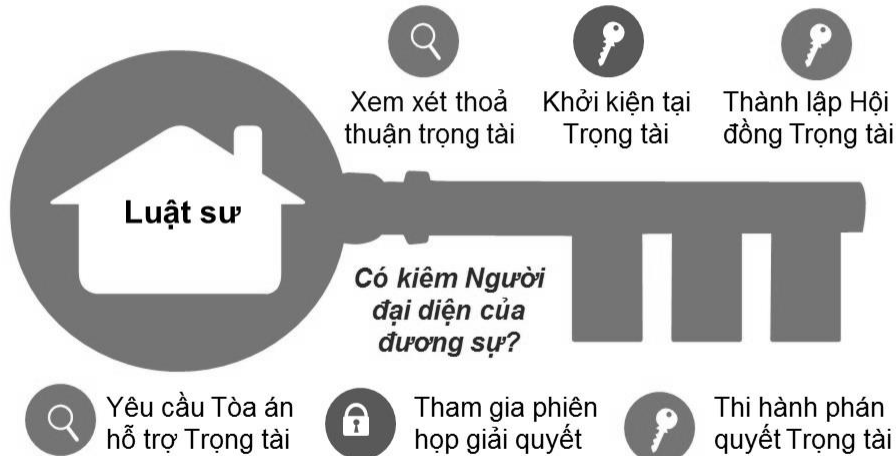 Xem xét thoả
thuận trọng tài
Khởi kiện tại
Trọng tài
Thành lập Hội
đồng Trọng tài
Luật sư
Có kiêm Người
đại diện của
đương sự?
Yêu cầu Tòa án
hỗ trợ Trọng tài
Tham gia phiên
họp giải quyết
Thi hành phán
quyết Trọng tài